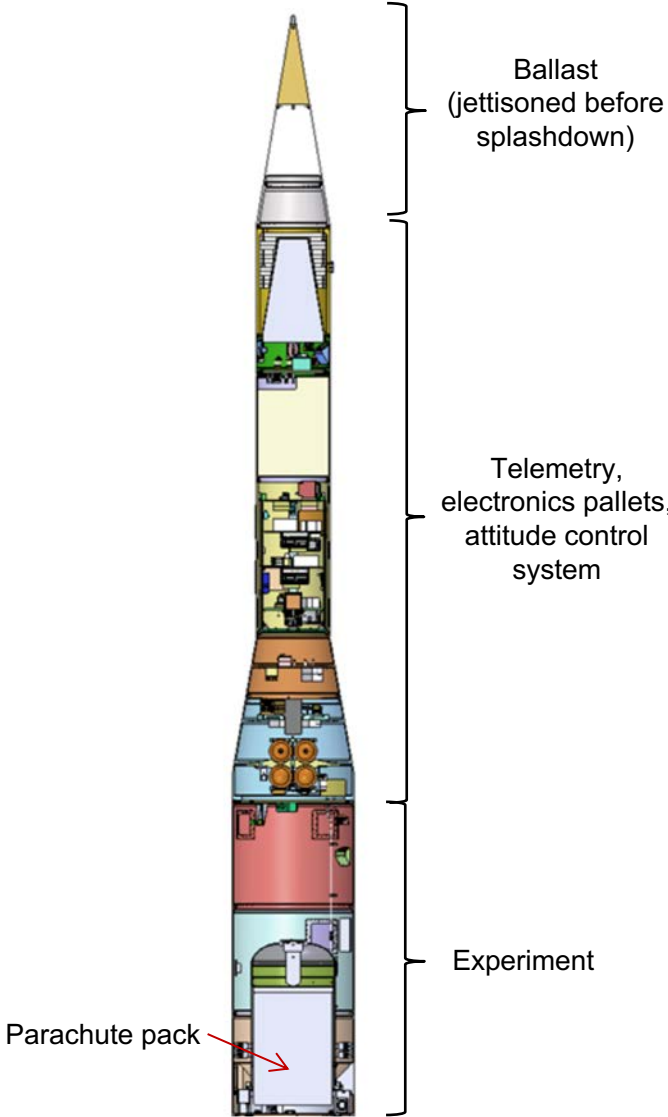 Ballast
(jettisoned before
splashdown)
Telemetry,
electronics pallets,
attitude control
system
Experiment
Parachute pack